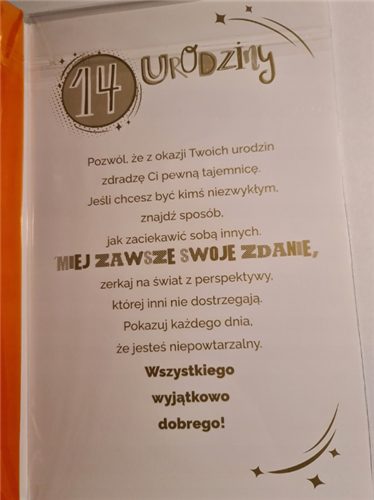 14 URODZINY
Pozwól, że z okazji Twoich urodzin
zdradzę Ci pewną tajemnicę.
Jeśli chcesz być kimś niezwykłym,
znajdź sposób,
jak zaciekawić sobą innych.
MIEJ ZAWSZE SWOJE ZDANIE,
zerkaj na świat z perspektywy,
której inni nie dostrzegają.
Pokazuj każdego dnia,
że jesteś niepowtarzalny.
Wszystkiego
wyjątkowo
dobrego!